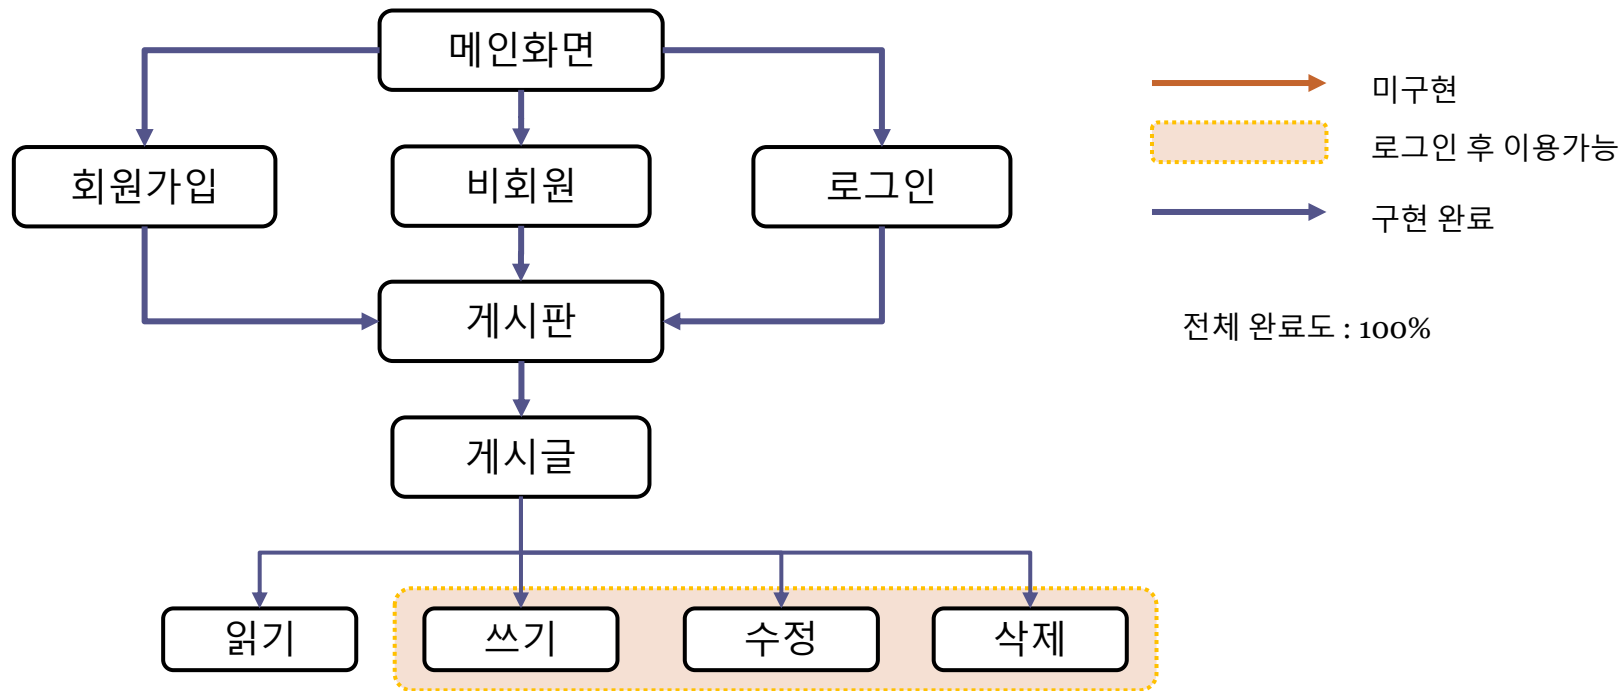 메인화면
회원가입
비회원
로그인
게시판
게시글
읽기
쓰기
수정
삭제
미구현
로그인 후 이용가능
구현 완료
전체 완료도 : 100%